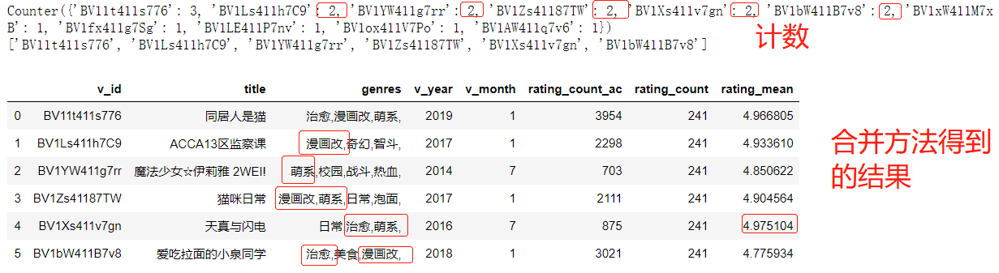 Counter({'BV11t411s776': 3, 'BV1Ls411h7C9': 2, 'BV1YW411g7rr': 2, 'BV1Zs41187TW': 2, 'BV1Xs411v7gn': 2, 'BV1bW411B7v8': 2, 'BV1xW411M7x
B': 1, 'BV1fx411g7Sg': 1, 'BV1LE411P7nv': 1, 'BV1ox411V7Po': 1, 'BV1AW411q7v6': 1})
['BV11t411s776', 'BV1Ls411h7C9', 'BV1YW411g7rr', 'BV1Zs41187TW', 'BV1Xs411v7gn', 'BV1bW411B7v8']
计数
v_id title genres v_year v_month rating_count_ac rating_count rating_mean
0 BV11t411s776 同居人是猫 治愈,漫画改,萌系, 2019 1 3954 241 4.966805
1 BV1Ls411h7C9 ACCA13区监察课 漫画改,奇幻,智斗, 2017 1 2298 241 4.933610
2 BV1YW411g7rr 魔法少女☆伊莉雅 2WEI! 萌系,校园,战斗,热血, 2014 7 703 241 4.850622
3 BV1Zs41187TW 猫咪日常 漫画改,萌系,日常,泡面, 2017 1 2111 241 4.904564
4 BV1Xs411v7gn 天真与闪电 日常,治愈,萌系, 2016 7 875 241 4.975104
5 BV1bW411B7v8 爱吃拉面的小泉同学 治愈,美食,漫画改, 2018 1 3021 241 4.775934
合并方法得到
的结果